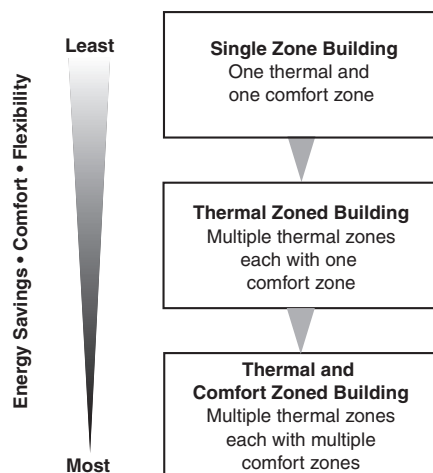 Least
Energy Savings • Comfort • Flexibility
Most
Single Zone Building
One thermal and
one comfort zone
Thermal Zoned Building
Multiple thermal zones
each with one
comfort zone
Thermal and
Comfort Zoned Building
Multiple thermal zones
each with multiple
comfort zones